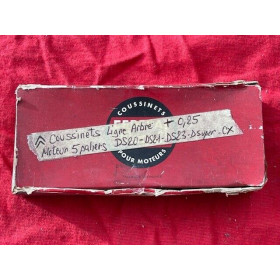 COUSSINETS
Coussinets Ligne Arbre + 0,25
Moteur 5 paliers DS20-DS21-DS23-Dsuper.CX
POUR MOTEURS